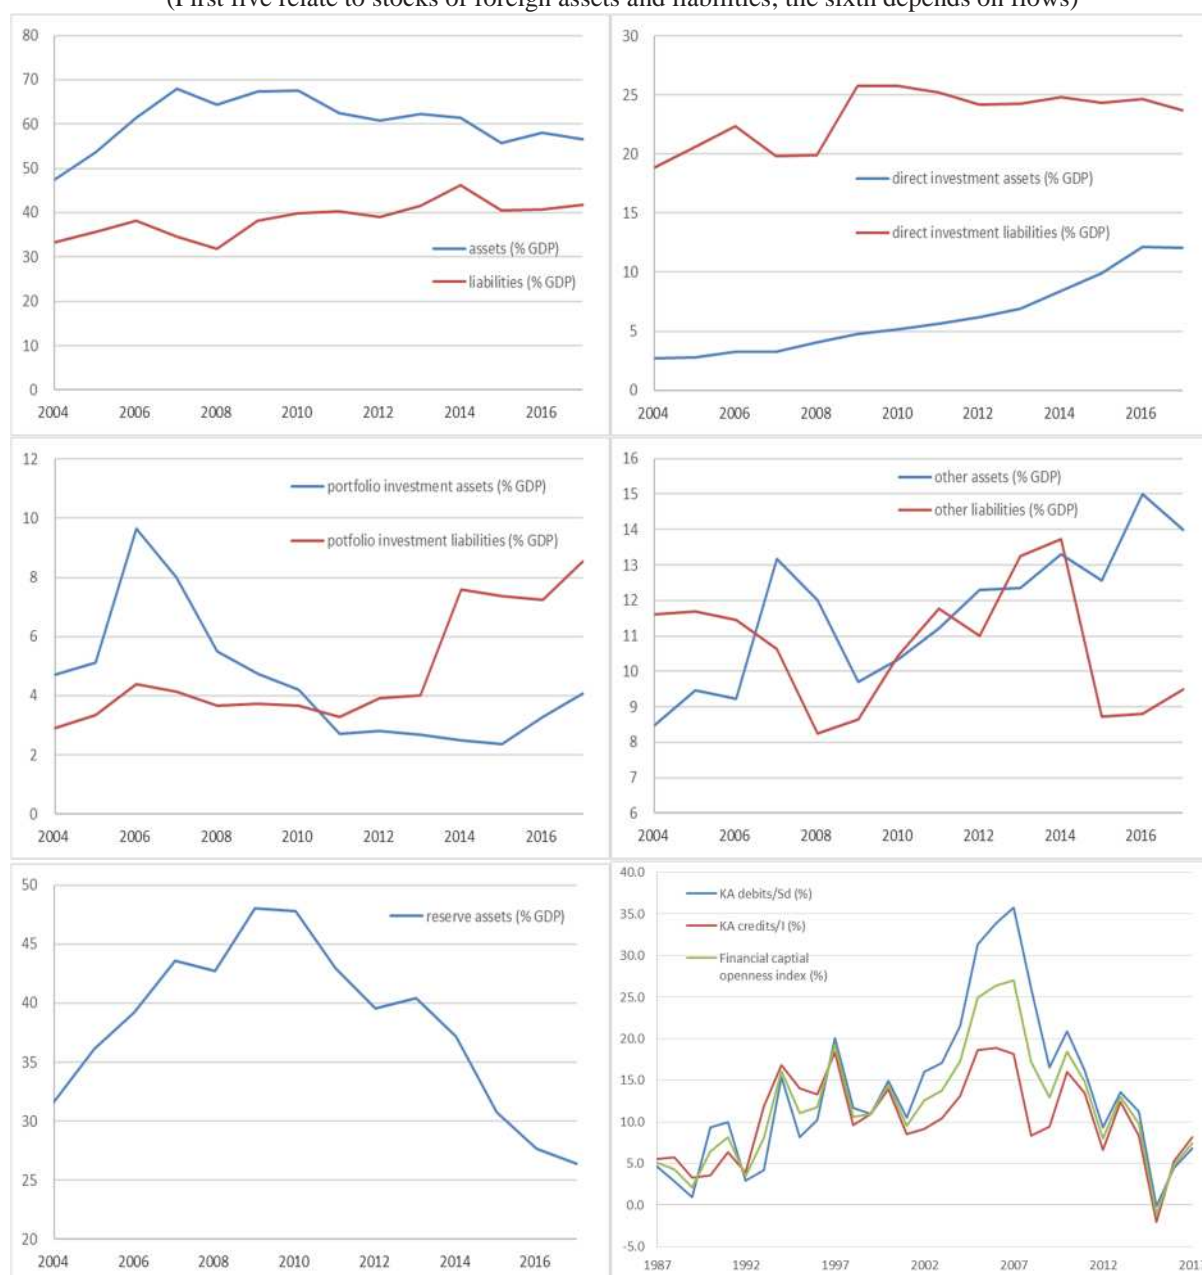 (First five relate to stocks of foreign assets and liabilities; the sixth depends on flows)
80
70
60
50
40
30
20
10
0
assets (% GDP)
liabilities (% GDP)
2004 2006 2008 2010 2012 2014 2016
30
25
20
15
10
5
0
direct investment assets (% GDP)
direct investment liabilities (% GDP)
2004 2006 2008 2010 2012 2014 2016
12
10
8
6
4
2
0
portfolio investment assets (% GDP)
potfolio investment liabilities (% GDP)
2004 2006 2008 2010 2012 2014 2016
16
15
14
13
12
11
10
9
8
7
6
other assets (% GDP)
other liabilities (% GDP)
2004 2006 2008 2010 2012 2014 2016
50
45
40
35
30
25
20
reserve assets (% GDP)
2004 2006 2008 2010 2012 2014 2016
40.0
35.0
30.0
25.0
20.0
15.0
10.0
5.0
0.0
-5.0
KA debits/Sd (%)
KA credits/I (%)
Financial captial
openness index (%)
1987 1992 1997 2002 2007 2012 2017